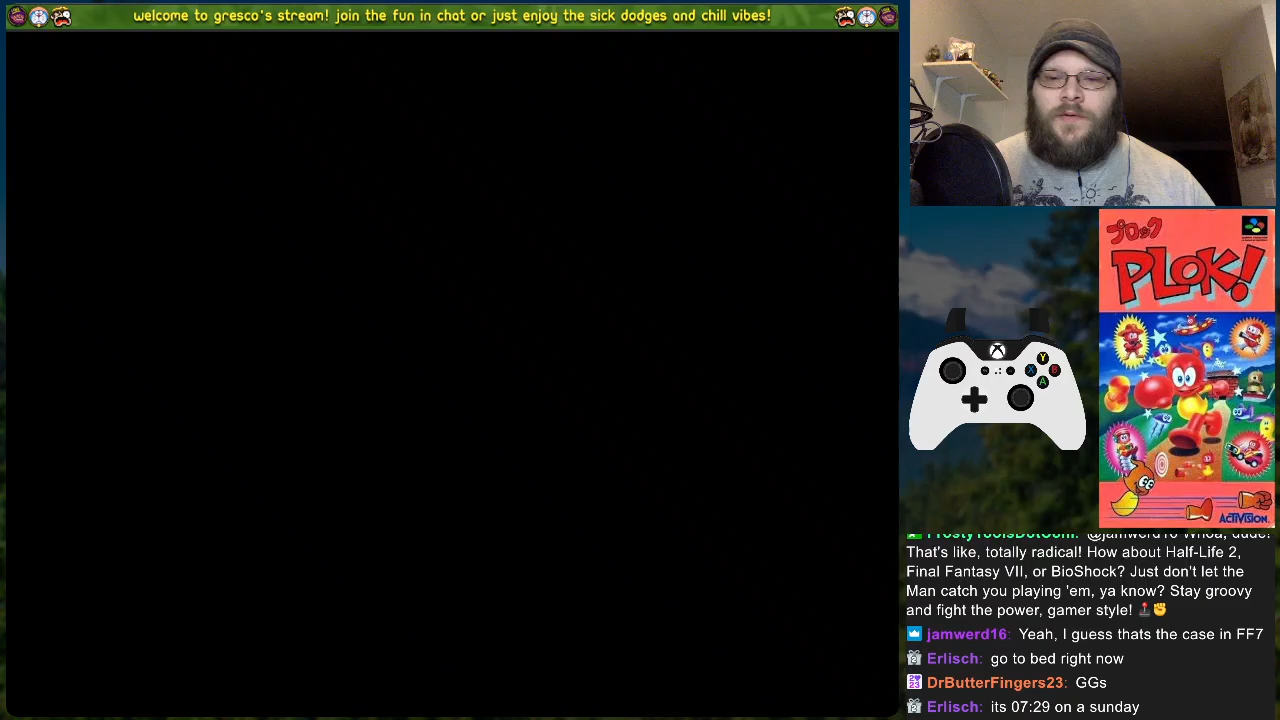 welcome to gresco's stream! join the fun in chat or just enjoy the sick dodges and chill vibes!
プロック
PLOK!
ACTIVISION.
Y
X
B
A
FrostyToolsDotCom: @jamwerd16 Whoa, dude!
That's like, totally radical! How about Half-Life 2,
Final Fantasy VII, or BioShock? Just don't let the
Man catch you playing 'em, ya know? Stay groovy
and fight the power, gamer style! 🕹️✊
jamwerd16: Yeah, I guess thats the case in FF7
Erlisch: go to bed right now
DrButterFingers23: GGs
Erlisch: its 07:29 on a sunday